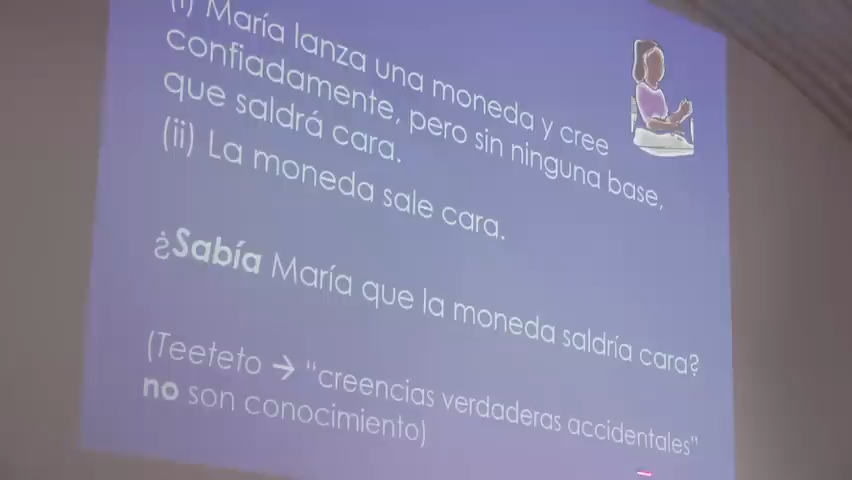 (i) María lanza una moneda y cree
confiadamente, pero sin ninguna base,
que saldrá cara.
(ii) La moneda sale cara.
¿Sabía María que la moneda saldría cara?
(Teeteto → "creencias verdaderas accidentales"
no son conocimiento)